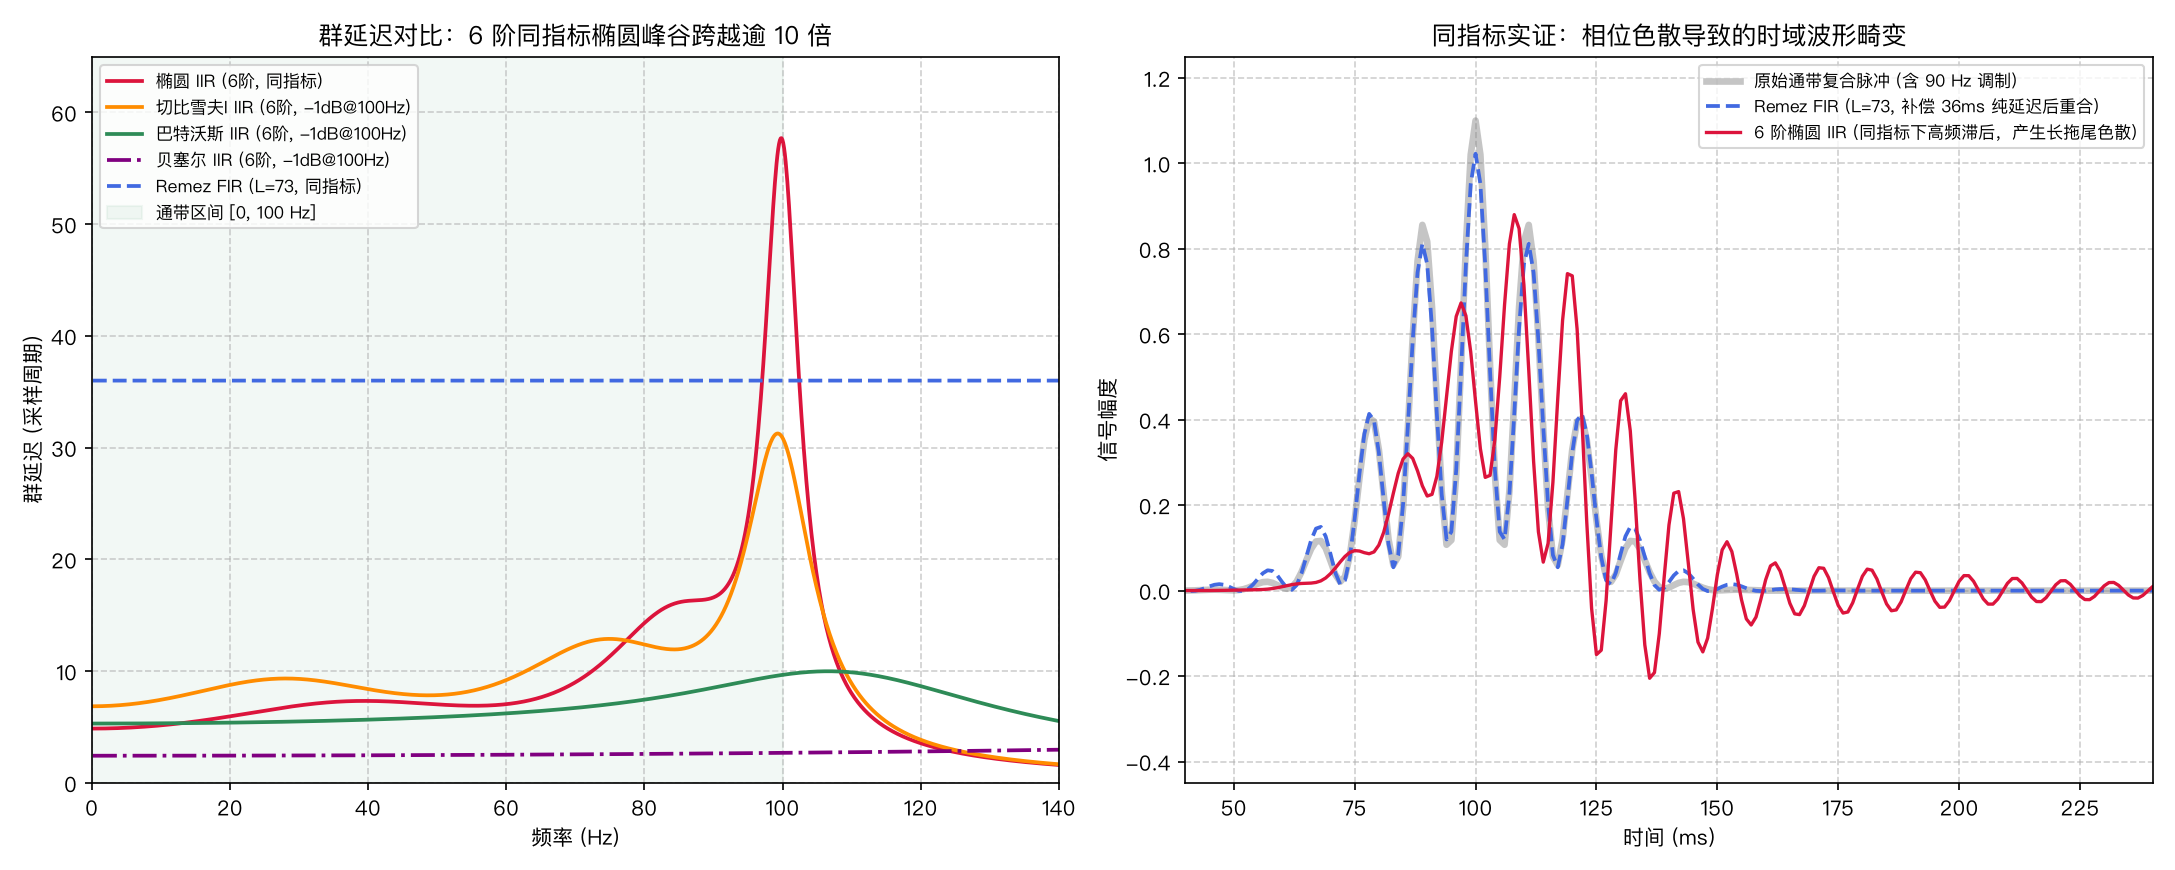 群延迟对比：6 阶同指标椭圆峰谷跨越逾 10 倍
椭圆 IIR (6阶, 同指标)
切比雪夫I IIR (6阶, −1dB@100Hz)
巴特沃斯 IIR (6阶, −1dB@100Hz)
贝塞尔 IIR (6阶, −1dB@100Hz)
Remez FIR (L=73, 同指标)
通带区间 [0, 100 Hz]
群延迟 (采样周期)
60
50
40
30
20
10
0
0 20 40 60 80 100 120 140
频率 (Hz)
同指标实证：相位色散导致的时域波形畸变
原始通带复合脉冲 (含 90 Hz 调制)
Remez FIR (L=73, 补偿 36ms 纯延迟后重合)
6 阶椭圆 IIR (同指标下高频滞后，产生长拖尾色散)
信号幅度
1.2
1.0
0.8
0.6
0.4
0.2
0.0
−0.2
−0.4
50 75 100 125 150 175 200 225
时间 (ms)